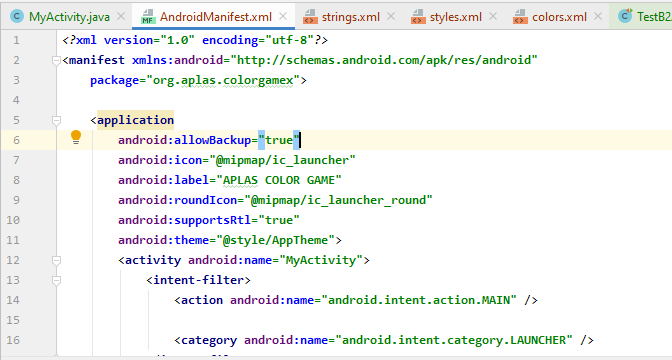 MyActivity.java AndroidManifest.xml strings.xml styles.xml colors.xml TestB2
1 <?xml version="1.0" encoding="utf-8"?>
2 <manifest xmlns:android="http://schemas.android.com/apk/res/android"
3 package="org.aplas.colorgamex">
4
5 <application
6 android:allowBackup="true"
7 android:icon="@mipmap/ic_launcher"
8 android:label="APLAS COLOR GAME"
9 android:roundIcon="@mipmap/ic_launcher_round"
10 android:supportsRtl="true"
11 android:theme="@style/AppTheme">
12 <activity android:name="MyActivity">
13 <intent-filter>
14 <action android:name="android.intent.action.MAIN" />
15
16 <category android:name="android.intent.category.LAUNCHER" />